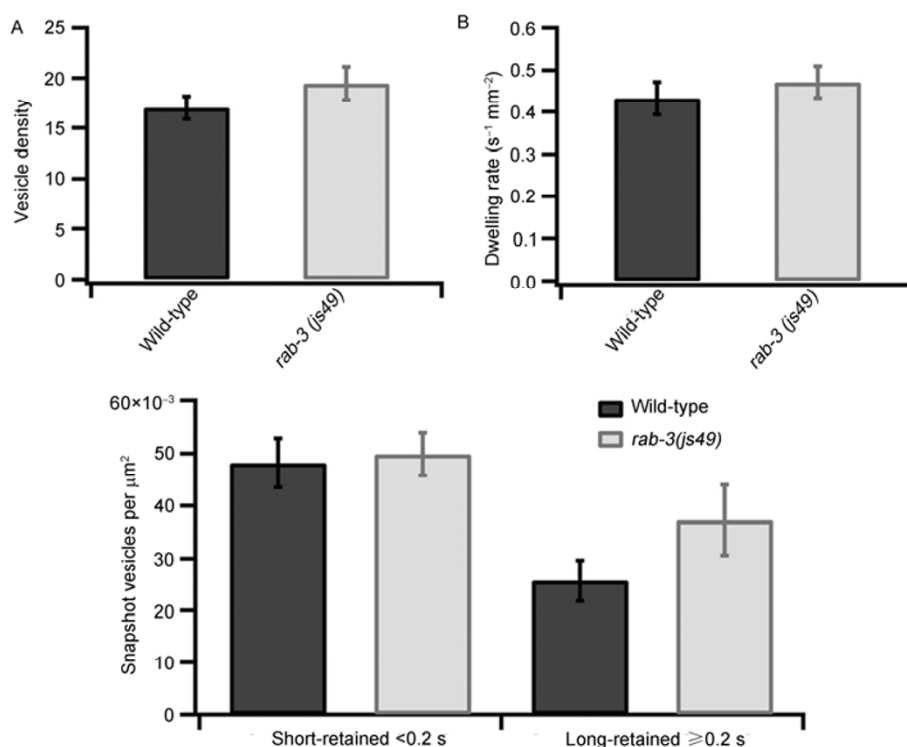 A
25
20
15
10
5
0
Vesicle density
Wild-type
rab-3 (js49)
B
0.6
0.5
0.4
0.3
0.2
0.1
0.0
Dwelling rate (s⁻¹ mm⁻²)
Wild-type
rab-3 (js49)
60×10⁻³
50
40
30
20
10
0
Snapshot vesicles per μm²
Wild-type
rab-3(js49)
Short-retained <0.2 s
Long-retained ⩾0.2 s